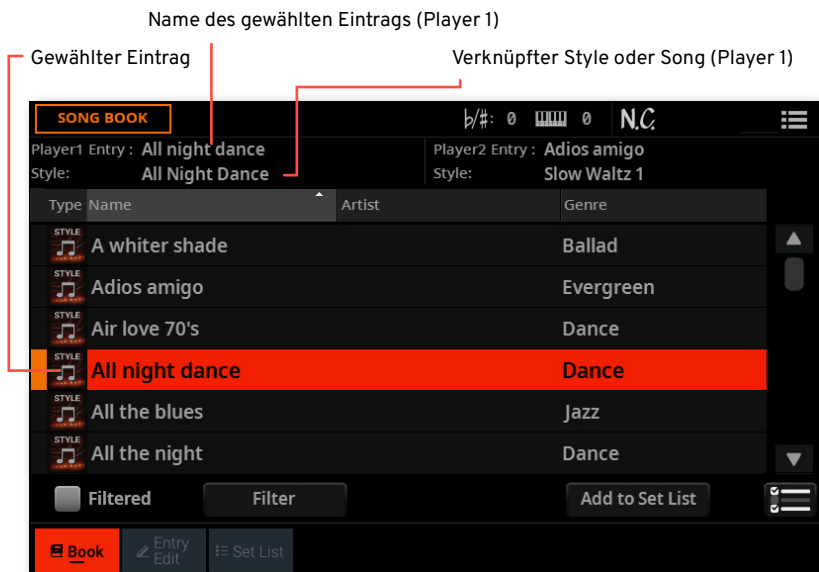 Name des gewählten Eintrags (Player 1)
Gewählter Eintrag
Verknüpfter Style oder Song (Player 1)
SONG BOOK
♭/#: 0 0 N.C.
Player1 Entry : All night dance
Style: All Night Dance
Player2 Entry : Adios amigo
Style: Slow Waltz 1
Type Name Artist Genre
STYLE A whiter shade Ballad
STYLE Adios amigo Evergreen
STYLE Air love 70's Dance
STYLE All night dance Dance
STYLE All the blues Jazz
STYLE All the night Dance
Filtered Filter Add to Set List
Book Entry Edit Set List